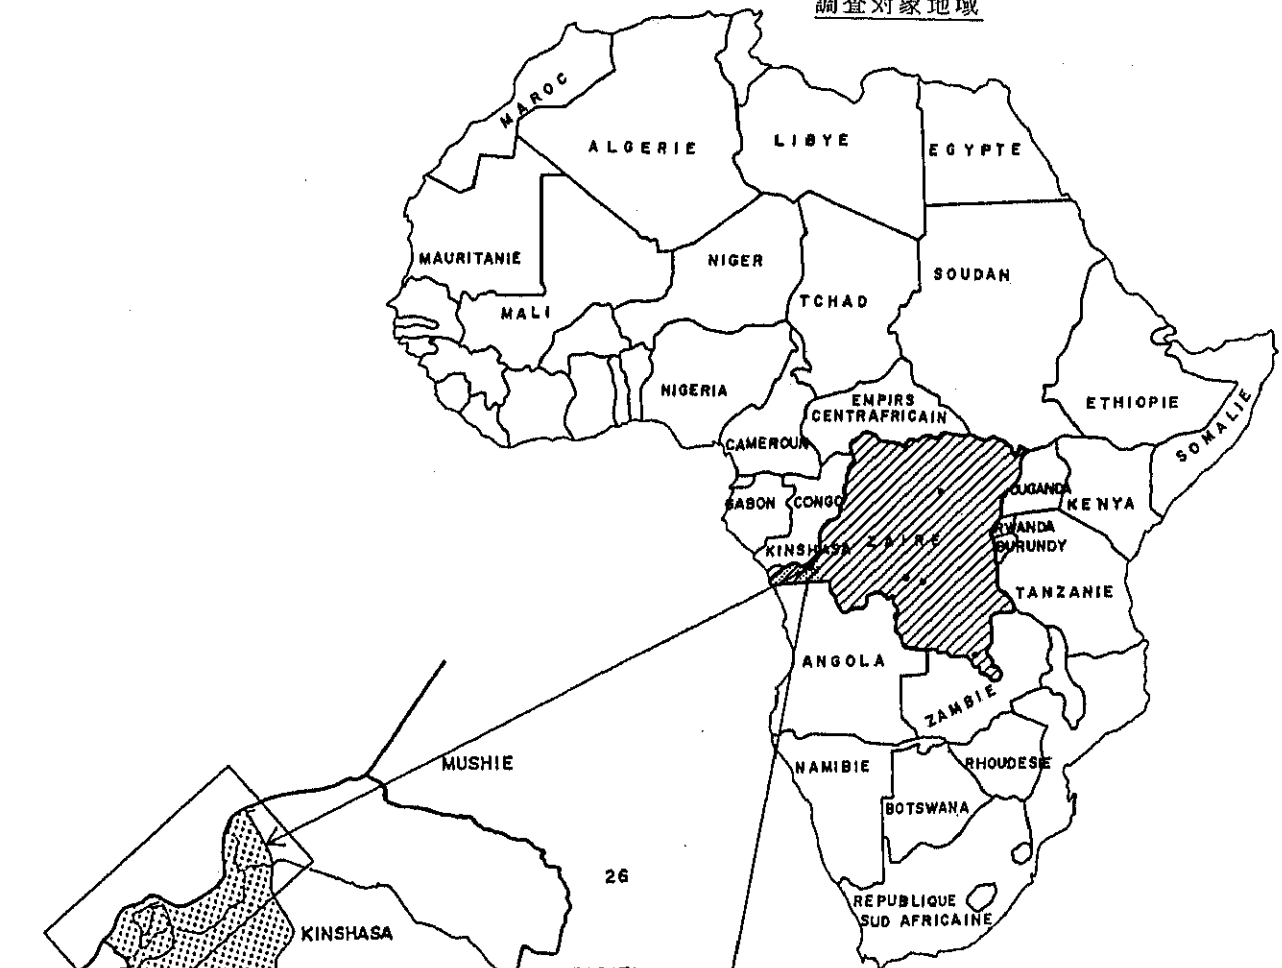 調査対象地域
MAROC
ALGERIE
LIBYE
EGYPTE
MAURITANIE
MALI
NIGER
TCHAD
SOUDAN
NIGERIA
EMPIRS
CENTRAFRICAIN
ETHIOPIE
SOMALIE
CAMEROUN
GABON
CONGO
OUGANDA
KENYA
RWANDA
BURUNDY
KINSHASA
ZAIRE
TANZANIE
ANGOLA
ZAMBIE
MUSHIE
NAMIBIE
RHOUDESIE
BOTSWANA
26
REPUBLIQUE
SUD AFRICAINE
KINSHASA